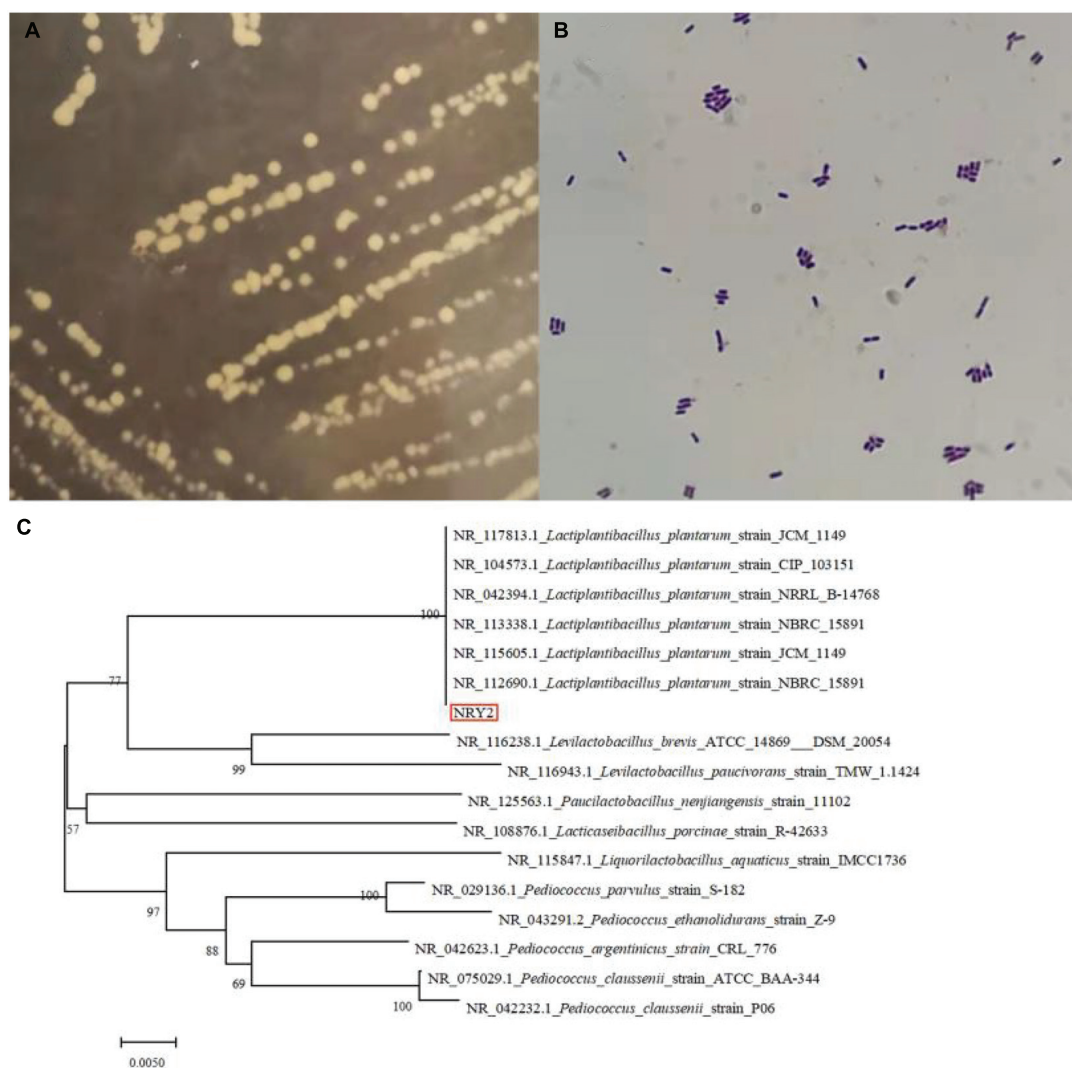 A
B
C
NR_117813.1_Lactiplantibacillus_plantarum_strain_JCM_1149
NR_104573.1_Lactiplantibacillus_plantarum_strain_CIP_103151
NR_042394.1_Lactiplantibacillus_plantarum_strain_NRRL_B-14768
NR_113338.1_Lactiplantibacillus_plantarum_strain_NBRC_15891
NR_115605.1_Lactiplantibacillus_plantarum_strain_JCM_1149
NR_112690.1_Lactiplantibacillus_plantarum_strain_NBRC_15891
NRY2
NR_116238.1_Levilactobacillus_brevis_ATCC_14869___DSM_20054
NR_116943.1_Levilactobacillus_paucivorans_strain_TMW_1.1424
NR_125563.1_Paucilactobacillus_nenjiangensis_strain_11102
NR_108876.1_Lacticaseibacillus_porcinae_strain_R-42633
NR_115847.1_Liquorilactobacillus_aquaticus_strain_IMCC1736
NR_029136.1_Pediococcus_parvulus_strain_S-182
NR_043291.2_Pediococcus_ethanolidurans_strain_Z-9
NR_042623.1_Pediococcus_argentinicus_strain_CRL_776
NR_075029.1_Pediococcus_claussenii_strain_ATCC_BAA-344
NR_042232.1_Pediococcus_claussenii_strain_P06
100
77
99
57
100
97
88
69
100
0.0050